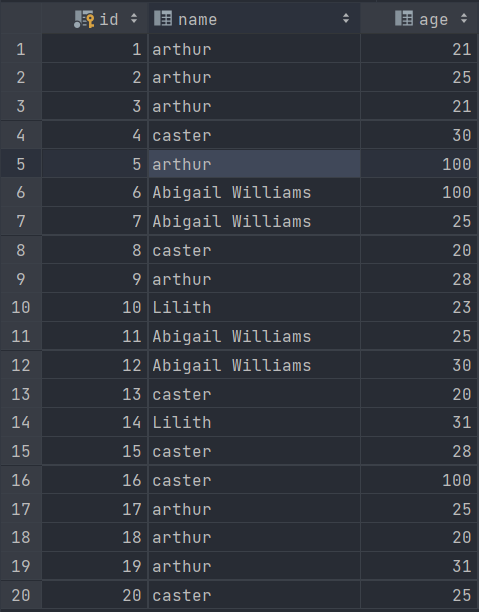 id name age
1 1 arthur 21
2 2 arthur 25
3 3 arthur 21
4 4 caster 30
5 5 arthur 100
6 6 Abigail Williams 100
7 7 Abigail Williams 25
8 8 caster 20
9 9 arthur 28
10 10 Lilith 23
11 11 Abigail Williams 25
12 12 Abigail Williams 30
13 13 caster 20
14 14 Lilith 31
15 15 caster 28
16 16 caster 100
17 17 arthur 25
18 18 arthur 20
19 19 arthur 31
20 20 caster 25